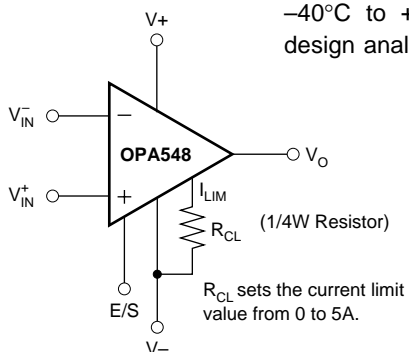 –40°C to +
design anal
V+
V–IN
–
OPA548
VO
V+IN
+
ILIM
RCL
(1/4W Resistor)
E/S
RCL sets the current limit
value from 0 to 5A.
V–